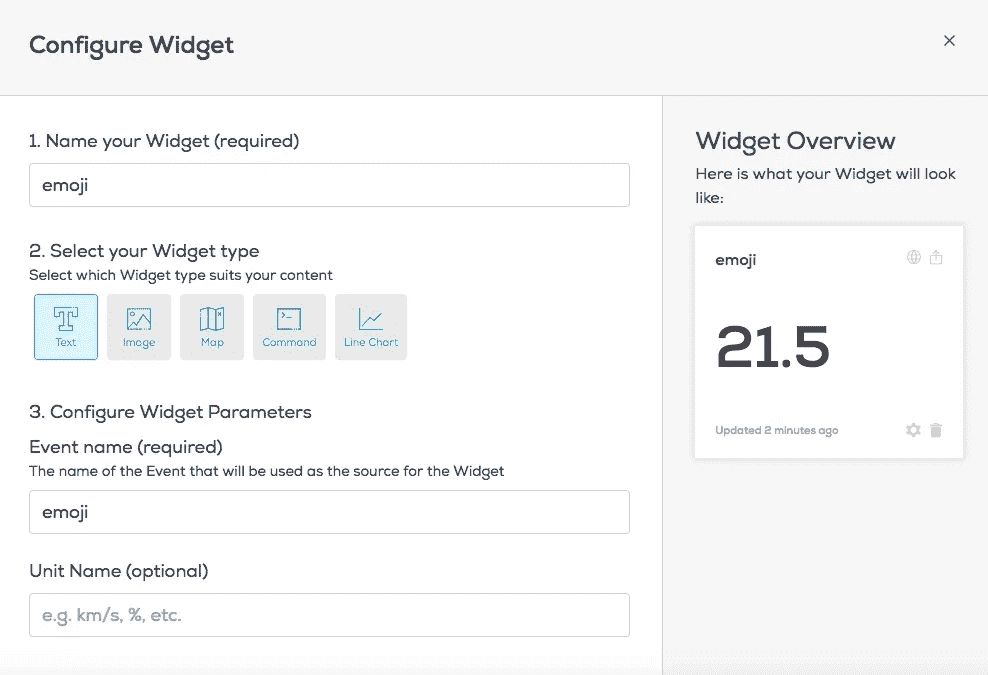 Configure Widget
1. Name your Widget (required)
emoji
2. Select your Widget type
Select which Widget type suits your content
Text
Image
Map
Command
Line Chart
3. Configure Widget Parameters
Event name (required)
The name of the Event that will be used as the source for the Widget
emoji
Unit Name (optional)
e.g. km/s, %, etc.
Widget Overview
Here is what your Widget will look
like:
emoji
21.5
Updated 2 minutes ago